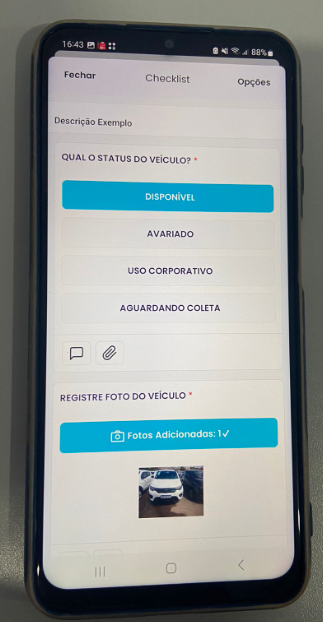 16:43
88%
Fechar
Checklist
Opções
Descrição Exemplo
QUAL O STATUS DO VEÍCULO? *
DISPONÍVEL
AVARIADO
USO CORPORATIVO
AGUARDANDO COLETA
REGISTRE FOTO DO VEÍCULO *
Fotos Adicionadas: 1✓